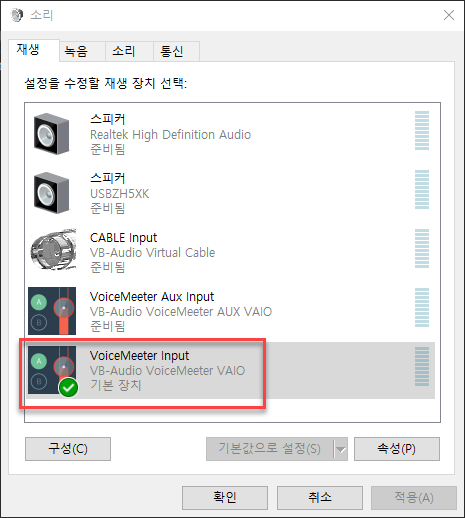 소리
재생
녹음
소리
통신
설정을 수정할 재생 장치 선택:
스피커
Realtek High Definition Audio
준비됨
스피커
USBZH5XK
준비됨
CABLE Input
VB-Audio Virtual Cable
준비됨
A
B
VoiceMeeter Aux Input
VB-Audio VoiceMeeter AUX VAIO
준비됨
A
B
VoiceMeeter Input
VB-Audio VoiceMeeter VAIO
기본 장치
구성(C)
기본값으로 설정(S)
속성(P)
확인
취소
적용(A)